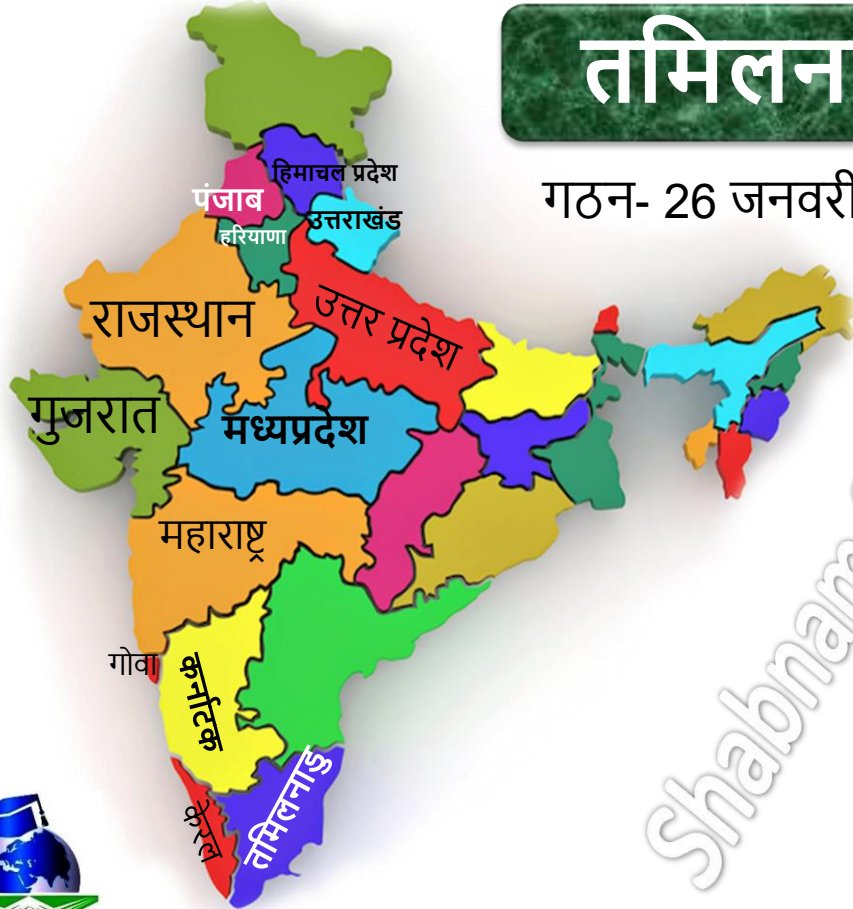 तमिलन
गठन- 26 जनवरी
हिमाचल प्रदेश
पंजाब
उत्तराखंड
हरियाणा
राजस्थान
उत्तर प्रदेश
गुजरात
मध्यप्रदेश
महाराष्ट्र
गोवा
कर्नाटक
तमिलनाडु
केरल
Shabnam